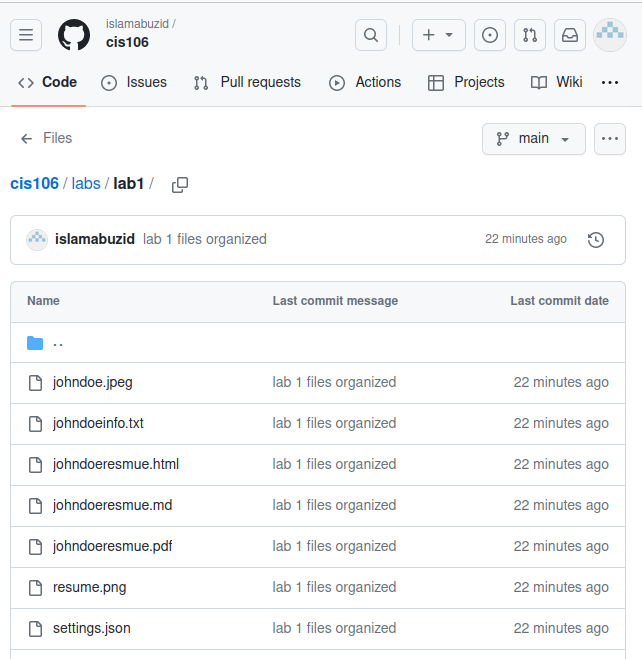 islamabuzid /
cis106
Code Issues Pull requests Actions Projects Wiki ...
Files main ...
cis106 / labs / lab1 /
islamabuzid lab 1 files organized 22 minutes ago
Name Last commit message Last commit date
..
johndoe.jpeg lab 1 files organized 22 minutes ago
johndoeinfo.txt lab 1 files organized 22 minutes ago
johndoeresmue.html lab 1 files organized 22 minutes ago
johndoeresmue.md lab 1 files organized 22 minutes ago
johndoeresmue.pdf lab 1 files organized 22 minutes ago
resume.png lab 1 files organized 22 minutes ago
settings.json lab 1 files organized 22 minutes ago